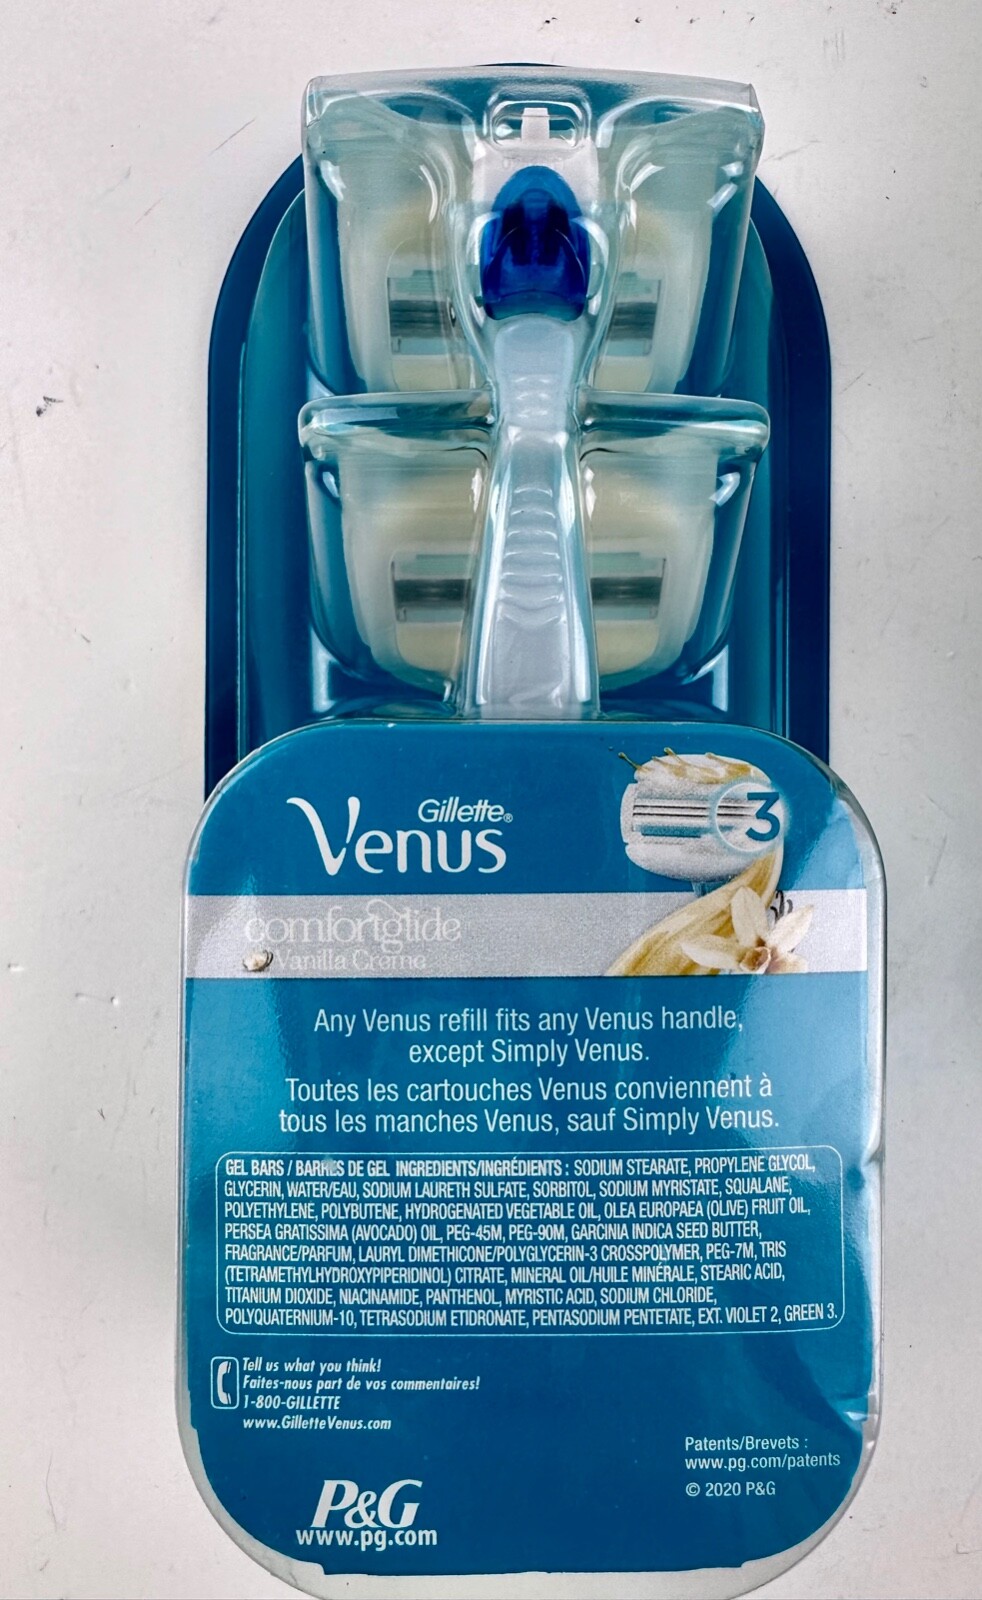 Gillette®
Venus
3
comfortglide
Vanilla Crème
Any Venus refill fits any Venus handle,
except Simply Venus.
Toutes les cartouches Venus conviennent à
tous les manches Venus, sauf Simply Venus.
GEL BARS / BARRES DE GEL INGREDIENTS/INGRÉDIENTS : SODIUM STEARATE, PROPYLENE GLYCOL,
GLYCERIN, WATER/EAU, SODIUM LAURETH SULFATE, SORBITOL, SODIUM MYRISTATE, SQUALANE,
POLYETHYLENE, POLYBUTENE, HYDROGENATED VEGETABLE OIL, OLEA EUROPAEA (OLIVE) FRUIT OIL,
PERSEA GRATISSIMA (AVOCADO) OIL, PEG-45M, PEG-90M, GARCINIA INDICA SEED BUTTER,
FRAGRANCE/PARFUM, LAURYL DIMETHICONE/POLYGLYCERIN-3 CROSSPOLYMER, PEG-7M, TRIS
(TETRAMETHYLHYDROXYPIPERIDINOL) CITRATE, MINERAL OIL/HUILE MINÉRALE, STEARIC ACID,
TITANIUM DIOXIDE, NIACINAMIDE, PANTHENOL, MYRISTIC ACID, SODIUM CHLORIDE,
POLYQUATERNIUM-10, TETRASODIUM ETIDRONATE, PENTASODIUM PENTETATE, EXT. VIOLET 2, GREEN 3.
Tell us what you think!
Faites-nous part de vos commentaires!
1-800-GILLETTE
www.GilletteVenus.com
Patents/Brevets :
www.pg.com/patents
© 2020 P&G
P&G
www.pg.com